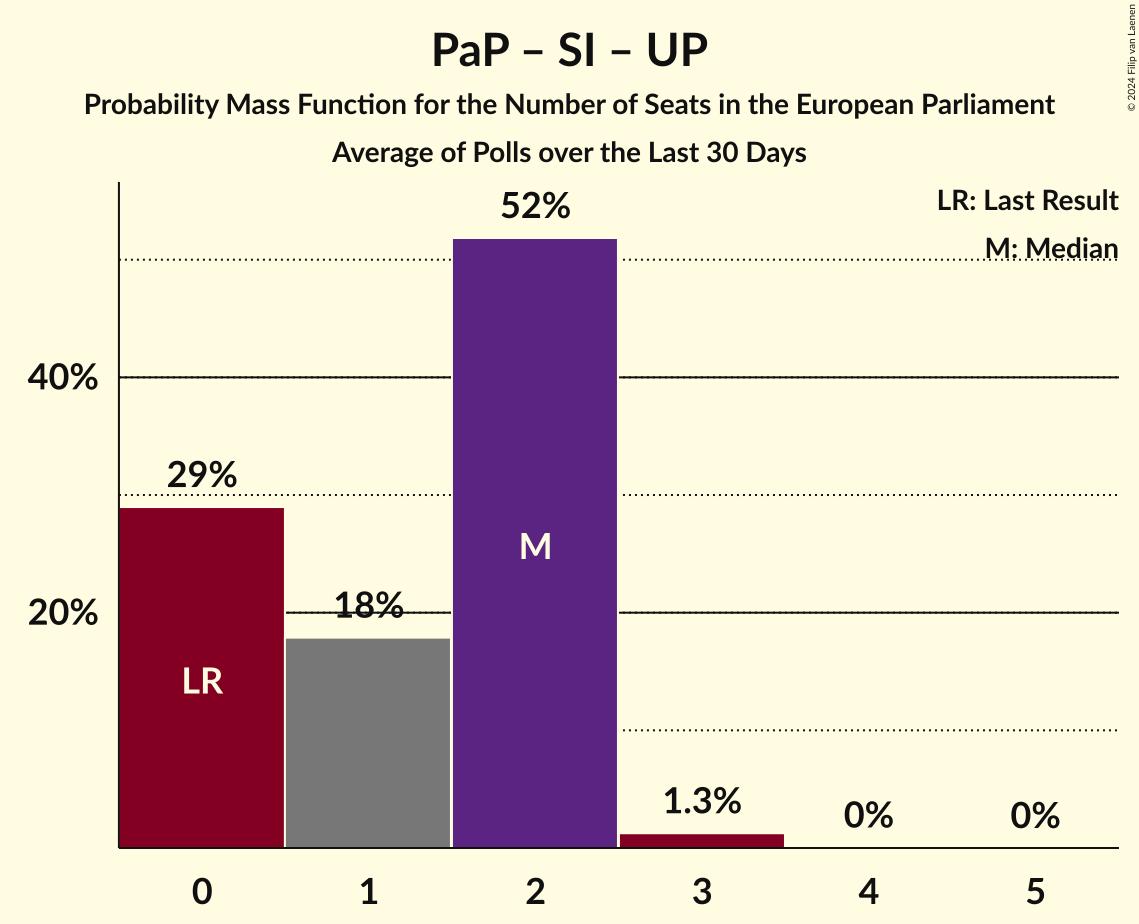 PaP – SI – UP
Probability Mass Function for the Number of Seats in the European Parliament
Average of Polls over the Last 30 Days
© 2024 Filip van Laenen
LR: Last Result
M: Median
52%
40%
29%
M
20%
18%
LR
1.3%
0%
0%
0
1
2
3
4
5